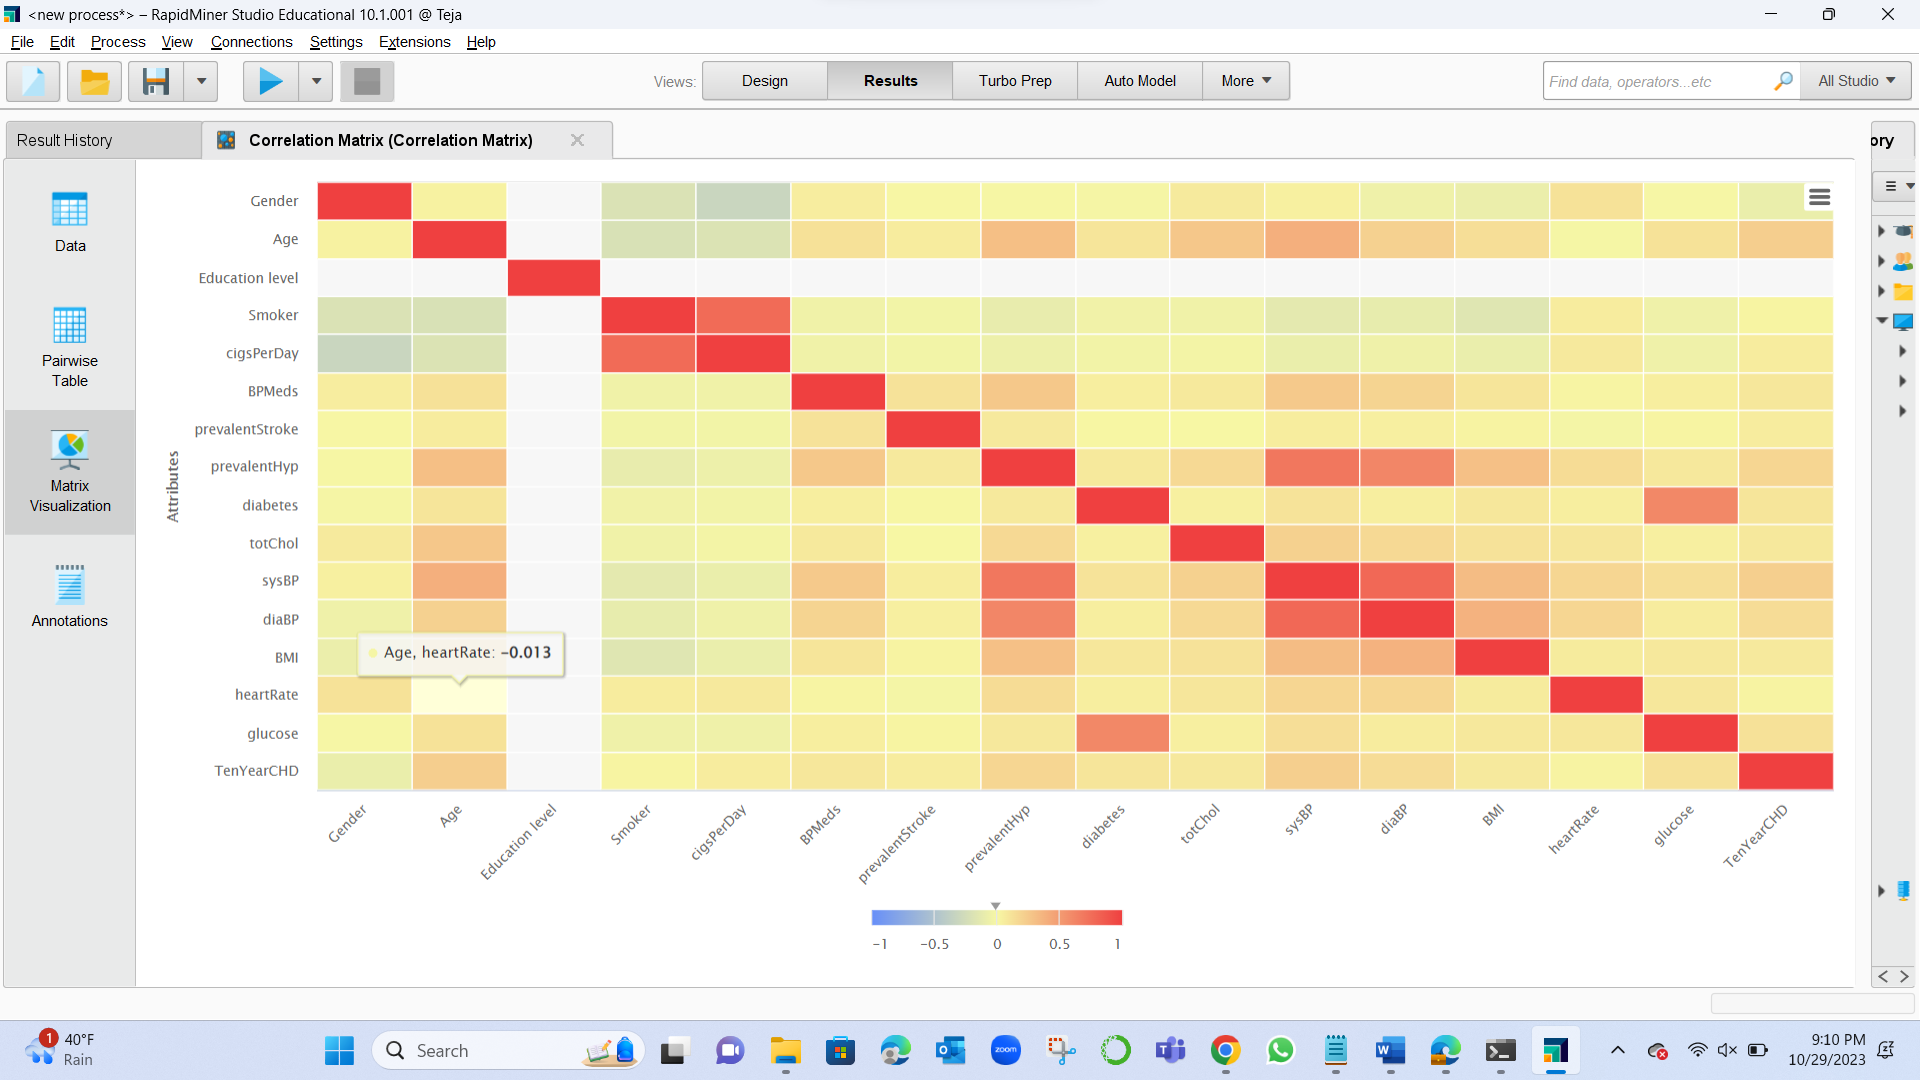 <new process*> – RapidMiner Studio Educational 10.1.001 @ Teja
File Edit Process View Connections Settings Extensions Help
Views: Design Results Turbo Prep Auto Model More
Find data, operators...etc
All Studio
Result History
Correlation Matrix (Correlation Matrix)
ory
Data
Pairwise
Table
Matrix
Visualization
Annotations
Attributes
Gender
Age
Education level
Smoker
cigsPerDay
BPMeds
prevalentStroke
prevalentHyp
diabetes
totChol
sysBP
diaBP
BMI
heartRate
glucose
TenYearCHD
Age, heartRate: -0.013
Gender Age Education level Smoker cigsPerDay BPMeds prevalentStroke prevalentHyp diabetes totChol sysBP diaBP BMI heartRate glucose TenYearCHD
-1 -0.5 0 0.5 1
1
40°F
Rain
Search
zoom
W
9:10 PM
10/29/2023